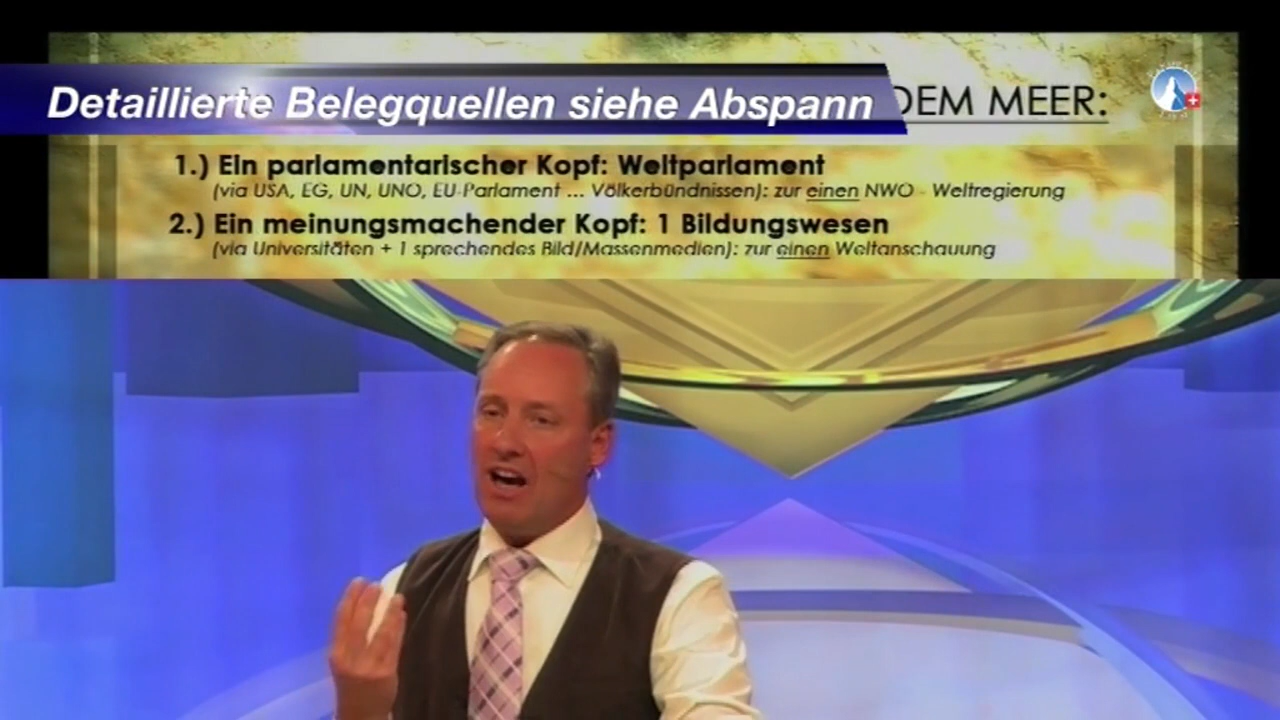 Detaillierte Belegquellen siehe Abspann
DEM MEER:
1.) Ein parlamentarischer Kopf: Weltparlament
(via USA, EG, UN, UNO, EU-Parlament ... Völkerbündnissen): zur einen NWO - Weltregierung
2.) Ein meinungsmachender Kopf: 1 Bildungswesen
(via Universitäten + 1 sprechendes Bild/Massenmedien): zur einen Weltanschauung